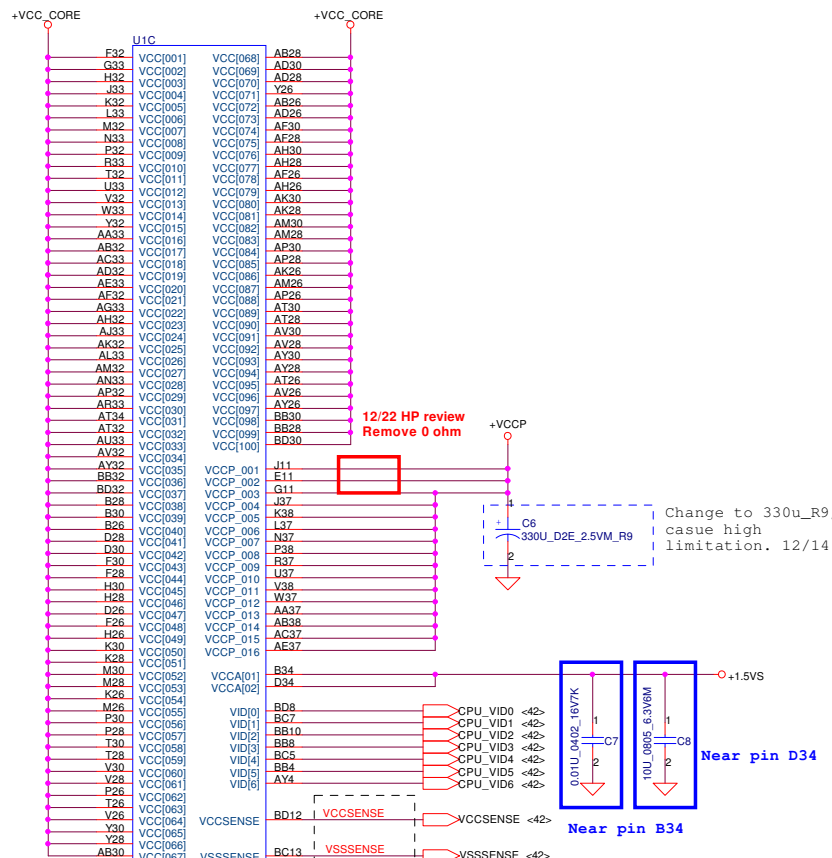 +VCC_CORE +VCC_CORE
U1C
F32 VCC[001] VCC[068] AB28
G33 VCC[002] VCC[069] AD30
H32 VCC[003] VCC[070] AD28
J33 VCC[004] VCC[071] Y26
K32 VCC[005] VCC[072] AB26
L33 VCC[006] VCC[073] AD26
M32 VCC[007] VCC[074] AF30
N33 VCC[008] VCC[075] AF28
P32 VCC[009] VCC[076] AH30
R33 VCC[010] VCC[077] AH28
T32 VCC[011] VCC[078] AF26
U33 VCC[012] VCC[079] AH26
V32 VCC[013] VCC[080] AK30
W33 VCC[014] VCC[081] AK28
Y32 VCC[015] VCC[082] AM30
AA33 VCC[016] VCC[083] AM28
AB32 VCC[017] VCC[084] AP30
AC33 VCC[018] VCC[085] AP28
AD32 VCC[019] VCC[086] AK26
AE33 VCC[020] VCC[087] AM26
AF32 VCC[021] VCC[088] AP26
AG33 VCC[022] VCC[089] AT30
AH32 VCC[023] VCC[090] AT28
AJ33 VCC[024] VCC[091] AV30
AK32 VCC[025] VCC[092] AV28
AL33 VCC[026] VCC[093] AY30
AM32 VCC[027] VCC[094] AY28
AN33 VCC[028] VCC[095] AT26
AP32 VCC[029] VCC[096] AV26
AR33 VCC[030] VCC[097] AY26
AT34 VCC[031] VCC[098] BB30
AT32 VCC[032] VCC[099] BB28
AU33 VCC[033] VCC[100] BD30
12/22 HP review
Remove 0 ohm
+VCCP
AV32 VCC[034]
AY32 VCC[035] VCCP_001 J11
BB32 VCC[036] VCCP_002 E11
BD32 VCC[037] VCCP_003 G11
B28 VCC[038] VCCP_004 J37
B30 VCC[039] VCCP_005 K38
B26 VCC[040] VCCP_006 L37
D28 VCC[041] VCCP_007 N37
D30 VCC[042] VCCP_008 P38
F30 VCC[043] VCCP_009 R37
F28 VCC[044] VCCP_010 U37
H30 VCC[045] VCCP_011 V38
H28 VCC[046] VCCP_012 W37
D26 VCC[047] VCCP_013 AA37
F26 VCC[048] VCCP_014 AB38
H26 VCC[049] VCCP_015 AC37
K30 VCC[050] VCCP_016 AE37
1
+ C6
330U_D2E_2.5VM_R9
2
Change to 330u_R9
casue high
limitation. 12/14
K28 VCC[051]
M30 VCC[052] VCCA[01] B34
M28 VCC[053] VCCA[02] D34
+1.5VS
K26 VCC[054]
M26 VCC[055] VID[0] BD8 CPU_VID0 <42>
P30 VCC[056] VID[1] BC7 CPU_VID1 <42>
P28 VCC[057] VID[2] BB10 CPU_VID2 <42>
T30 VCC[058] VID[3] BB8 CPU_VID3 <42>
T28 VCC[059] VID[4] BC5 CPU_VID4 <42>
V30 VCC[060] VID[5] BB4 CPU_VID5 <42>
V28 VCC[061] VID[6] AY4 CPU_VID6 <42>
0.01U_0402_16V7K
1
C7
2
10U_0805_6.3V6M
1
C8
2
Near pin D34
Near pin B34
P26 VCC[062]
T26 VCC[063]
V26 VCC[064] VCCSENSE BD12 VCCSENSE VCCSENSE <42>
Y30 VCC[065]
Y28 VCC[066]
AB30 VCC[067] VSSSENSE BC13 VSSSENSE VSSSENSE <42>